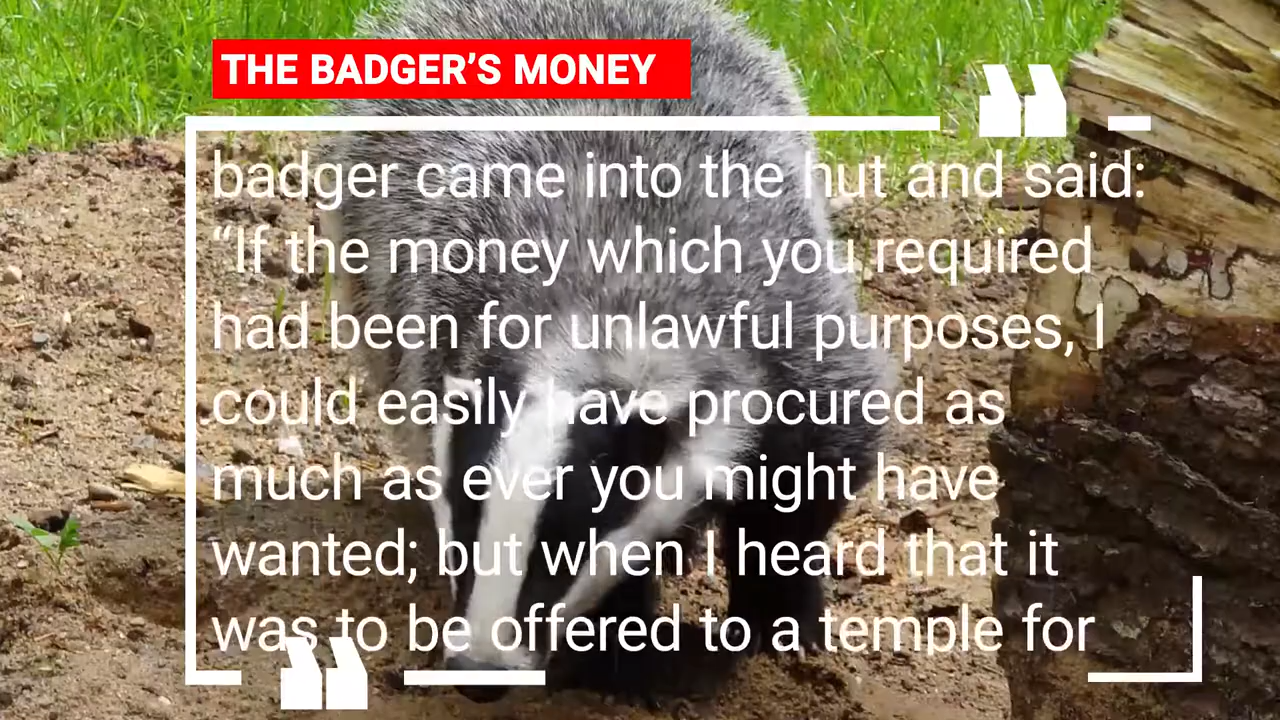 THE BADGER’S MONEY
badger came into the hut and said:
“If the money which you required
had been for unlawful purposes, I
could easily have procured as
much as ever you might have
wanted; but when I heard that it
was to be offered to a temple for